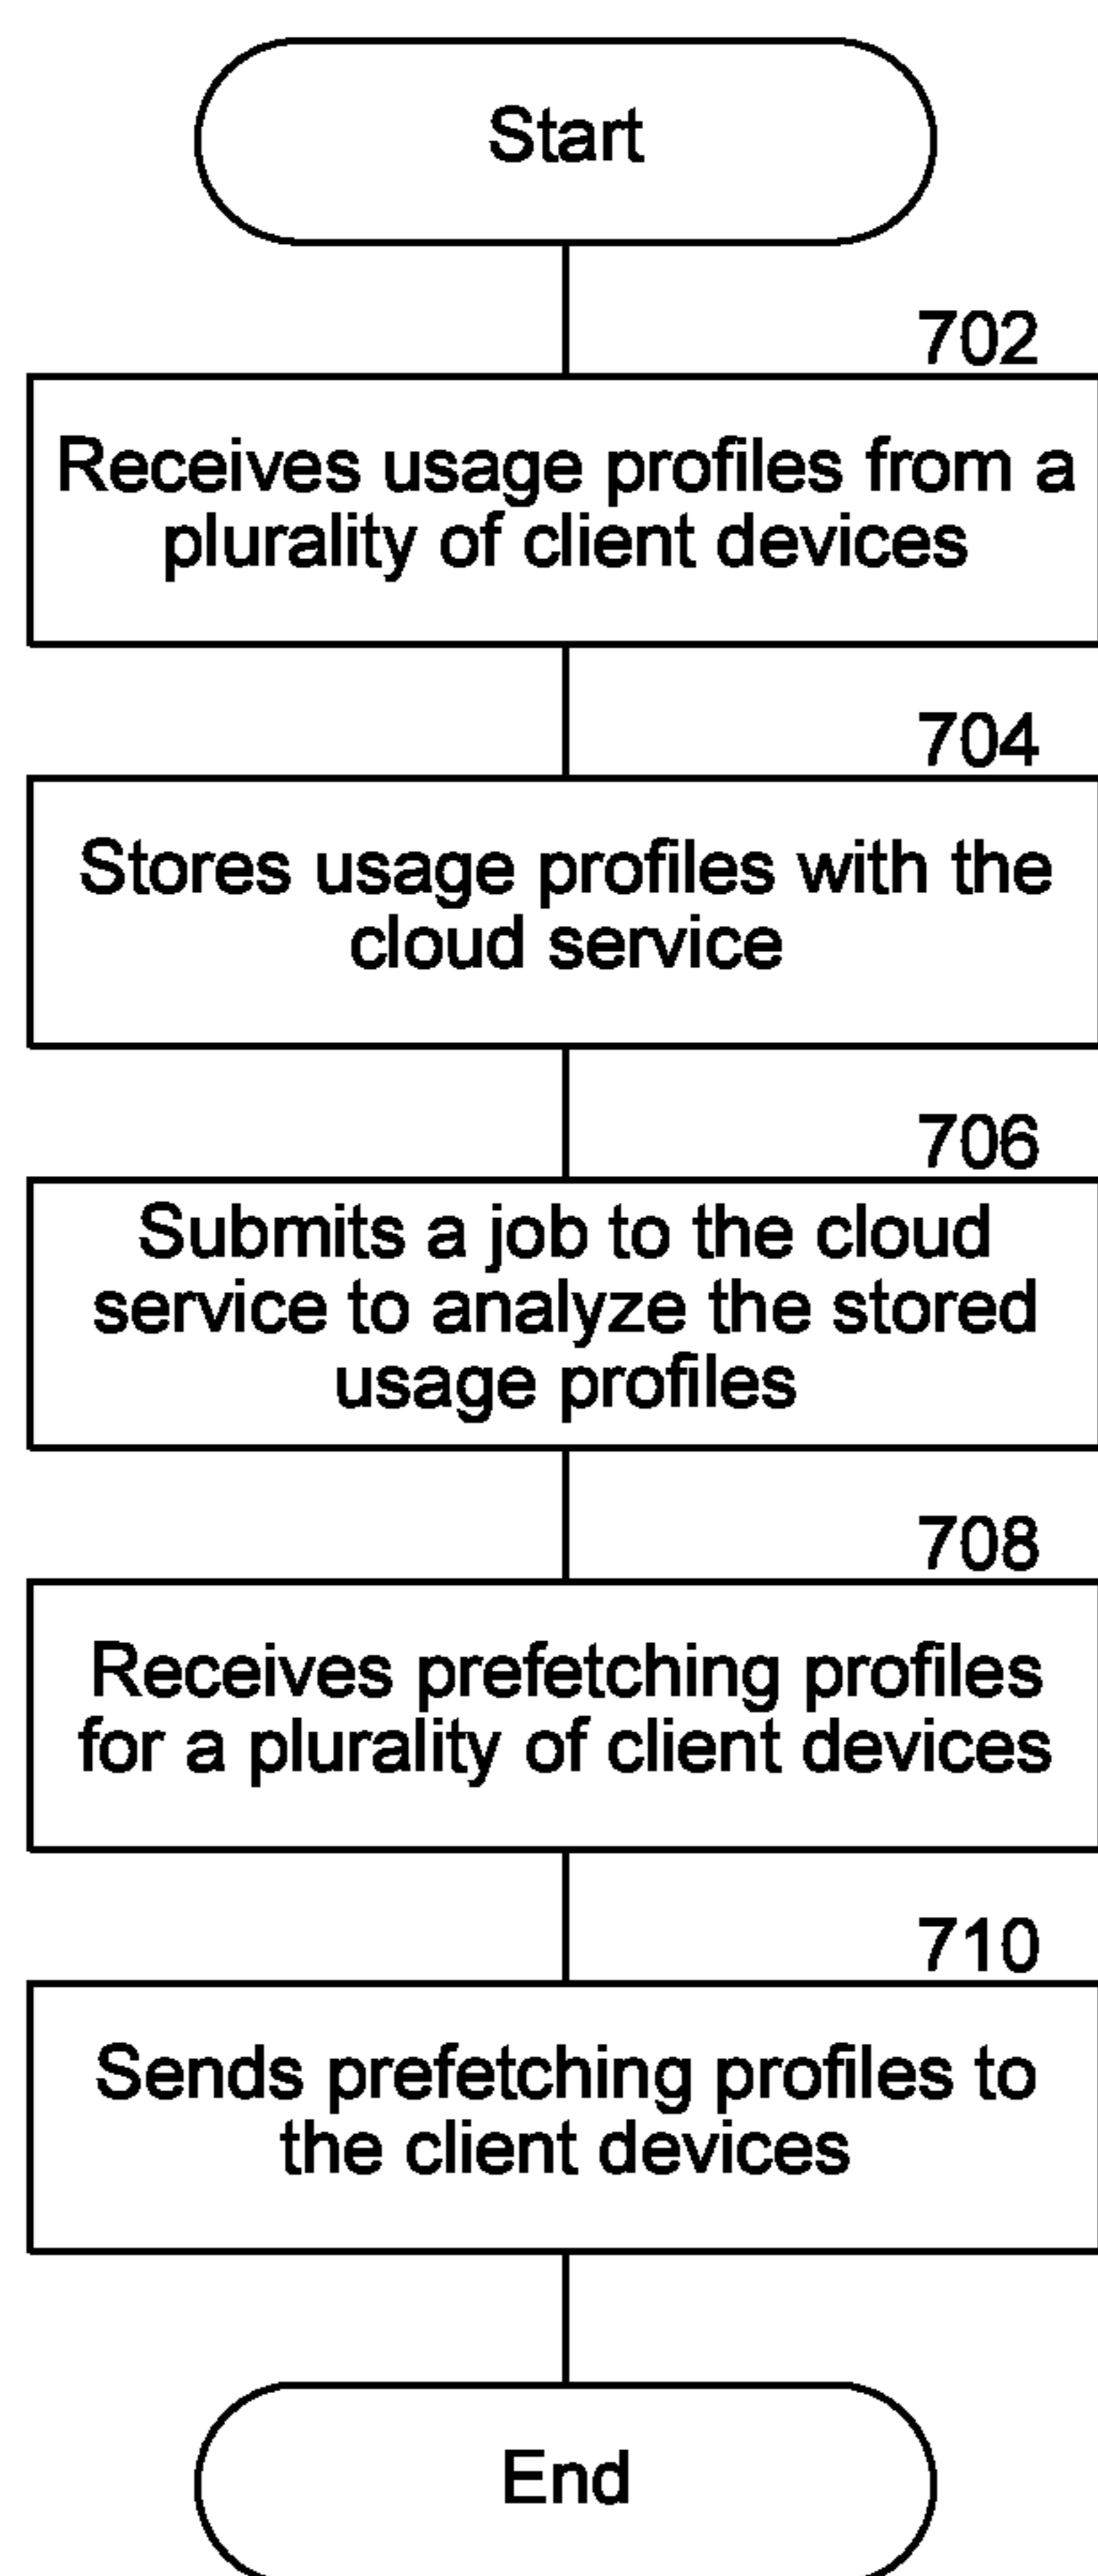 Start
702
Receives usage profiles from a
plurality of client devices
704
Stores usage profiles with the
cloud service
706
Submits a job to the cloud
service to analyze the stored
usage profiles
708
Receives prefetching profiles
for a plurality of client devices
710
Sends prefetching profiles to
the client devices
End